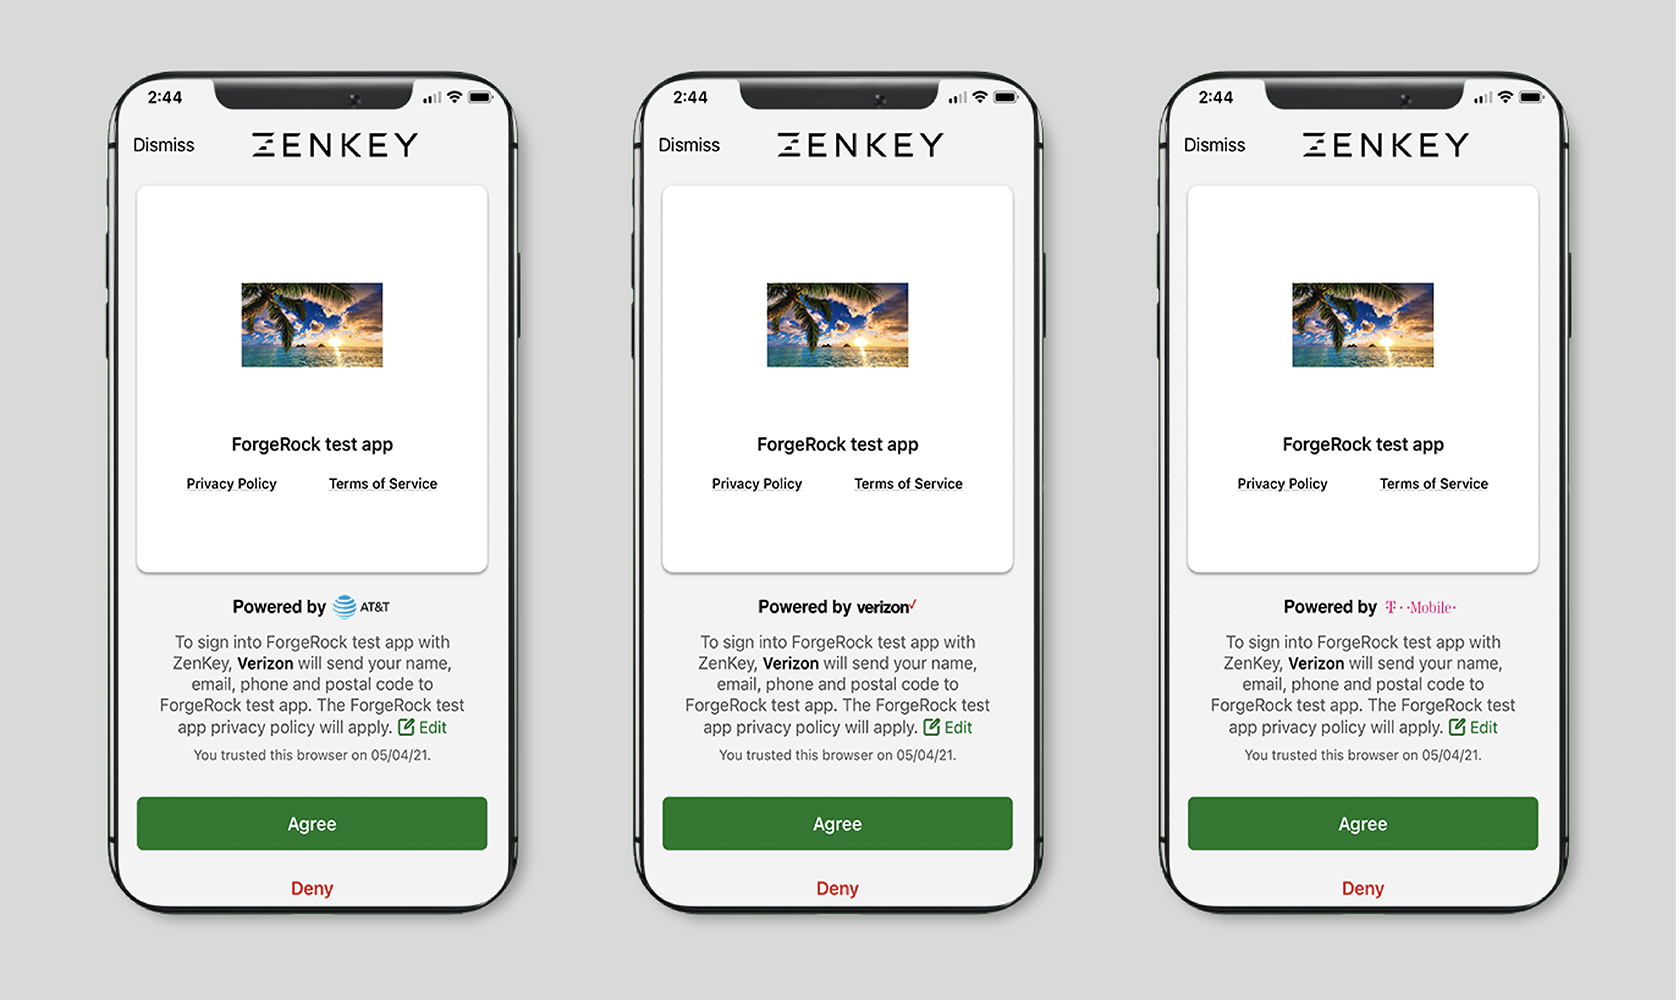 2:44
Dismiss
ZENKEY
ForgeRock test app
Privacy Policy
Terms of Service
Powered by AT&T
To sign into ForgeRock test app with
ZenKey, Verizon will send your name,
email, phone and postal code to
ForgeRock test app. The ForgeRock test
app privacy policy will apply. Edit
You trusted this browser on 05/04/21.
Agree
Deny
2:44
Dismiss
ZENKEY
ForgeRock test app
Privacy Policy
Terms of Service
Powered by verizon
To sign into ForgeRock test app with
ZenKey, Verizon will send your name,
email, phone and postal code to
ForgeRock test app. The ForgeRock test
app privacy policy will apply. Edit
You trusted this browser on 05/04/21.
Agree
Deny
2:44
Dismiss
ZENKEY
ForgeRock test app
Privacy Policy
Terms of Service
Powered by T··Mobile·
To sign into ForgeRock test app with
ZenKey, Verizon will send your name,
email, phone and postal code to
ForgeRock test app. The ForgeRock test
app privacy policy will apply. Edit
You trusted this browser on 05/04/21.
Agree
Deny